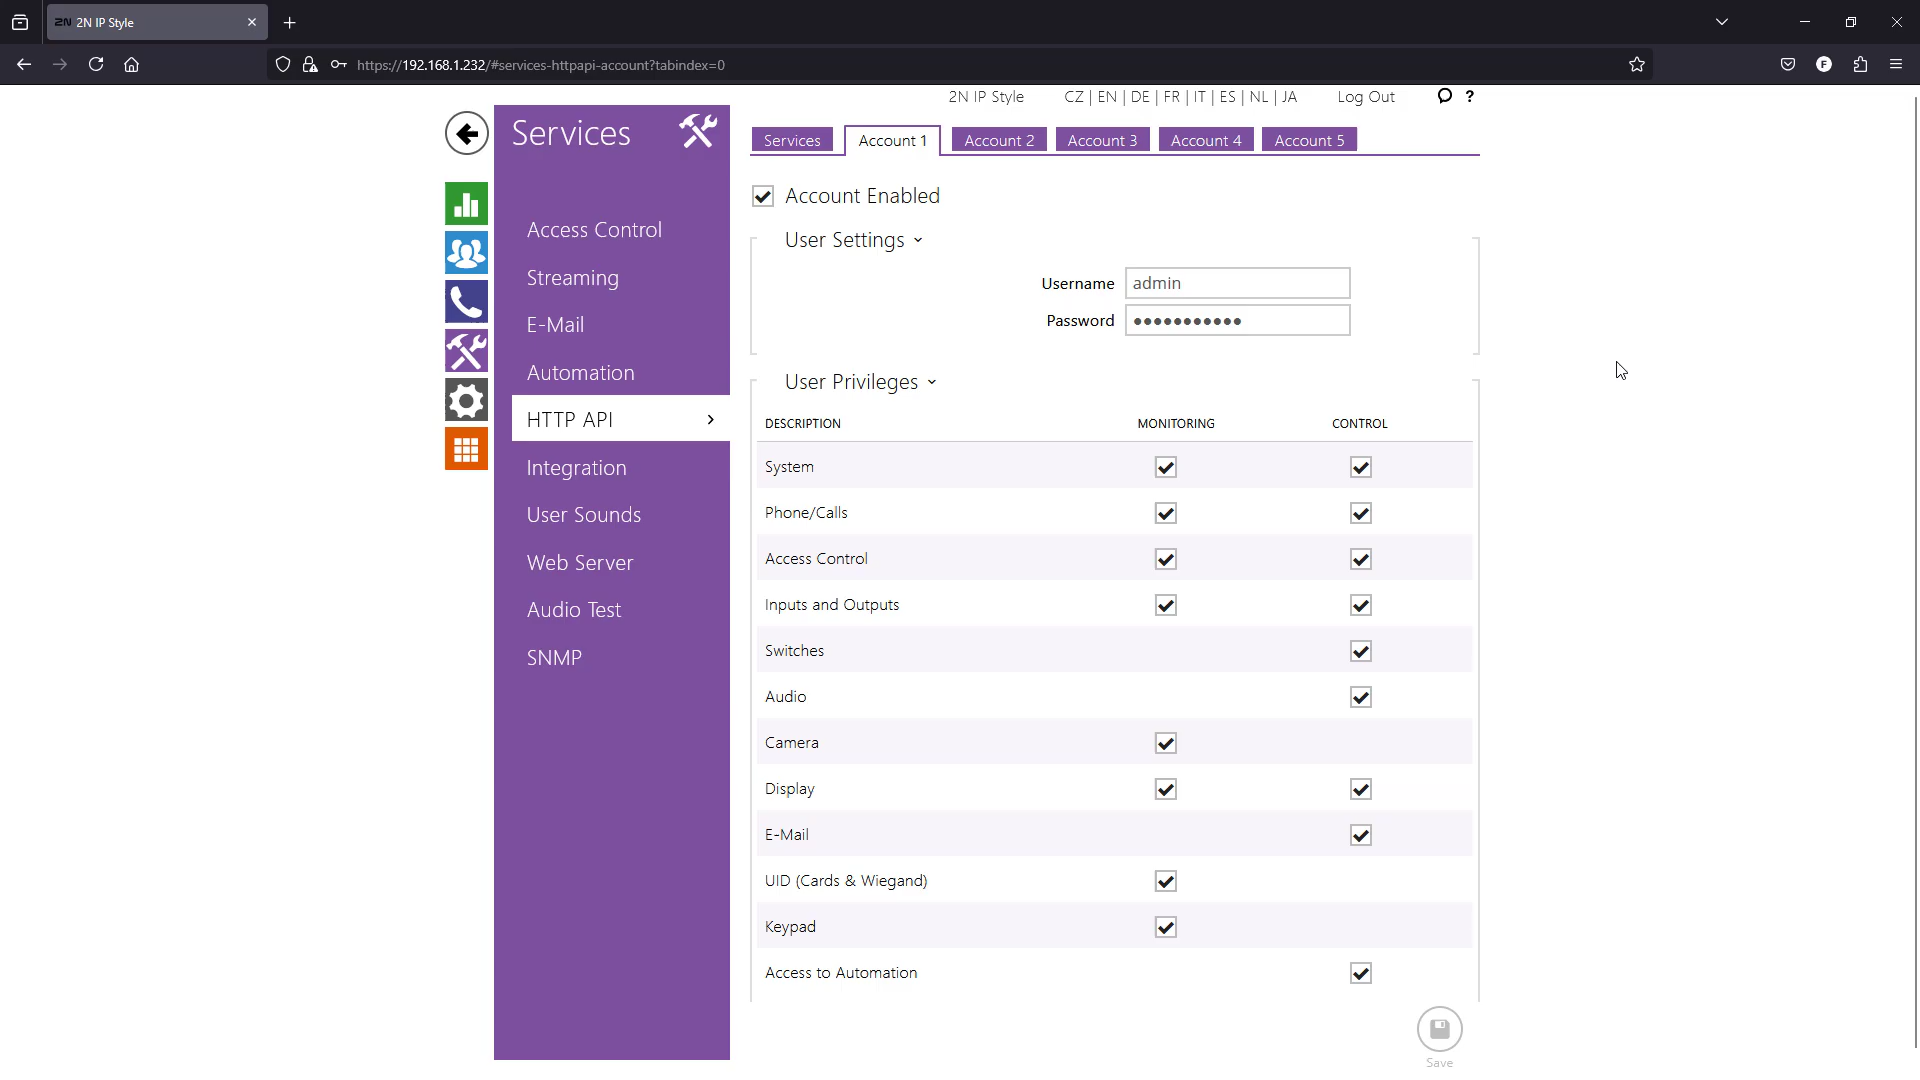 2N 2N IP Style
https://192.168.1.232/#services-httpapi-account?tabindex=0
F
2N IP Style CZ | EN | DE | FR | IT | ES | NL | JA Log Out ?
Services
Services Account 1 Account 2 Account 3 Account 4 Account 5
Account Enabled
Access Control
Streaming
E-Mail
Automation
HTTP API
Integration
User Sounds
Web Server
Audio Test
SNMP
User Settings
Username admin
Password
User Privileges
DESCRIPTION MONITORING CONTROL
System
Phone/Calls
Access Control
Inputs and Outputs
Switches
Audio
Camera
Display
E-Mail
UID (Cards & Wiegand)
Keypad
Access to Automation
Save